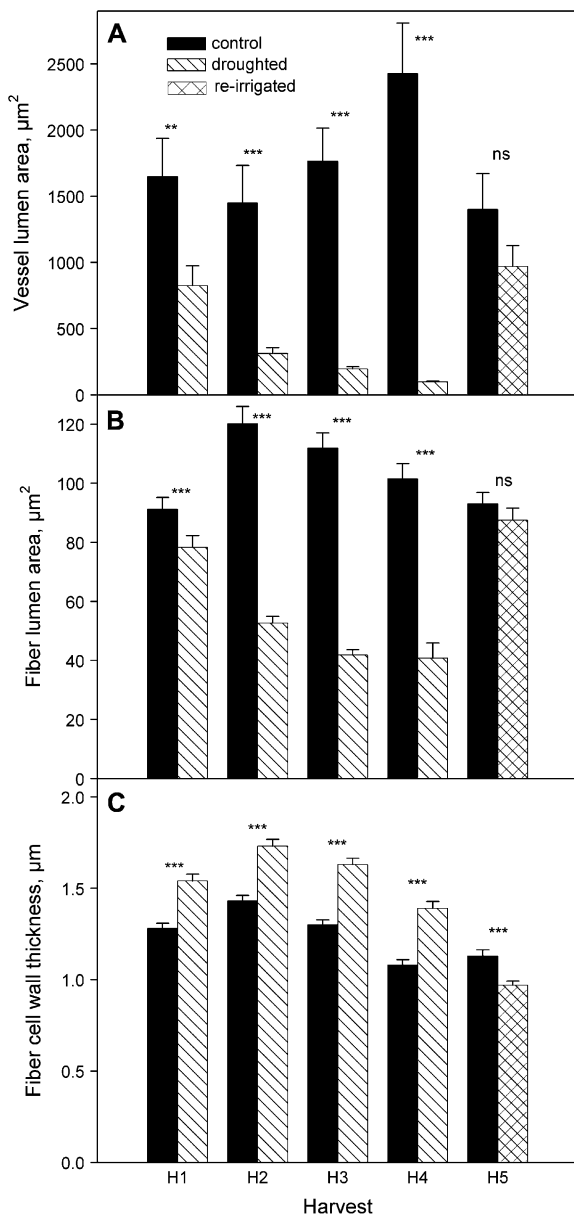 A
control
droughted
re-irrigated
Vessel lumen area, µm²
2500
2000
1500
1000
500
0
**
***
***
***
ns
B
Fiber lumen area, µm²
120
100
80
60
40
20
0
***
***
***
***
ns
C
Fiber cell wall thickness, µm
2.0
1.5
1.0
0.5
0.0
***
***
***
***
***
H1 H2 H3 H4 H5
Harvest